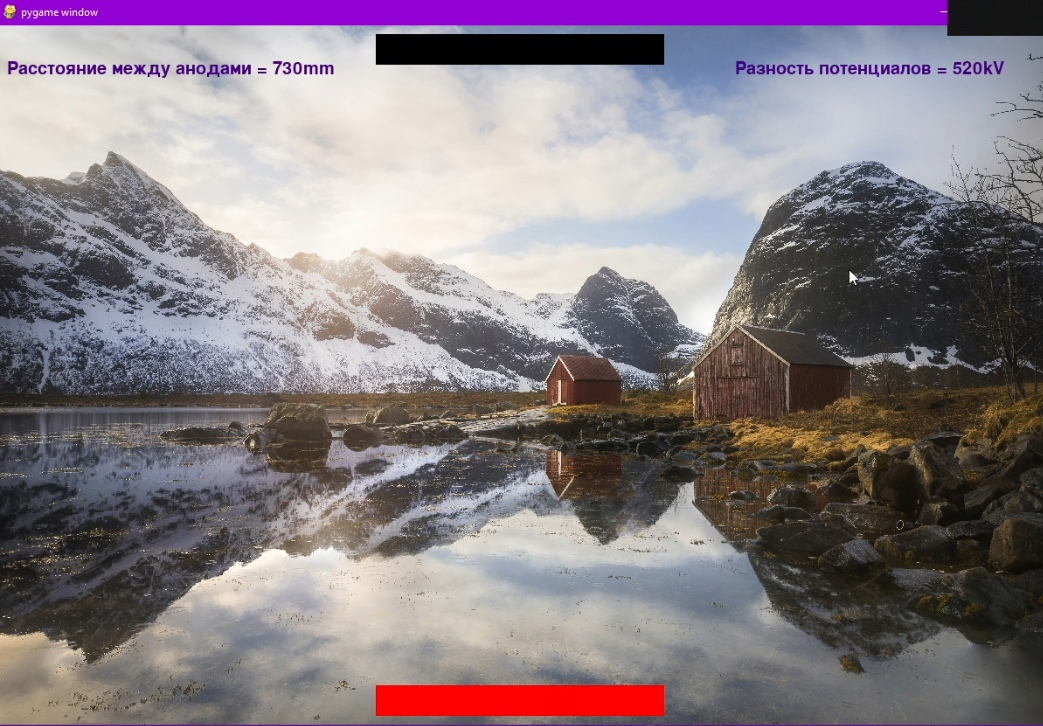 pygame window
Расстояние между анодами = 730mm
Разность потенциалов = 520kV